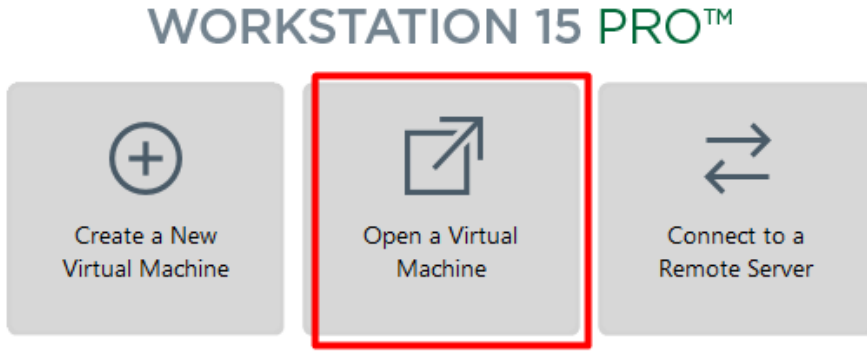 WORKSTATION 15 PRO™
Create a New
Virtual Machine
Open a Virtual
Machine
Connect to a
Remote Server